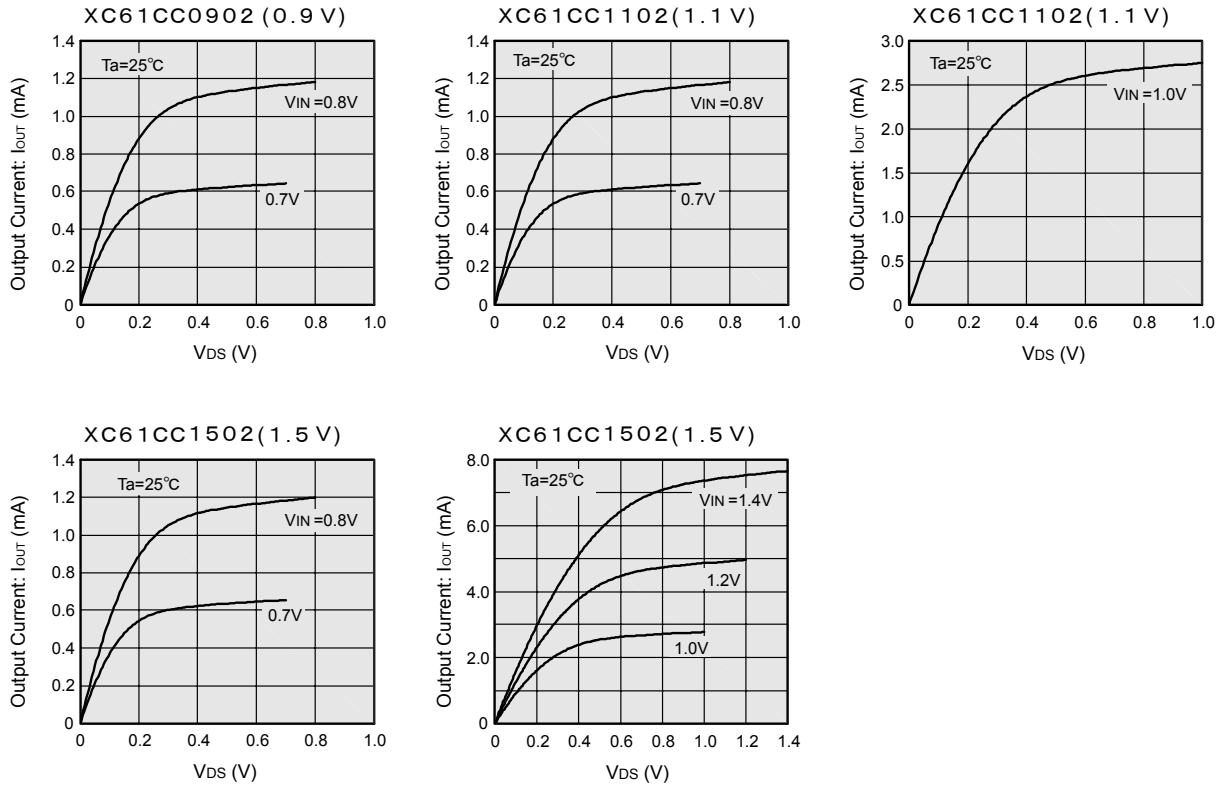 XC61CC0902(0.9V)
1.4
1.2
1.0
0.8
0.6
0.4
0.2
0
Output Current: IOUT (mA)
Ta=25℃
VIN =0.8V
0.7V
0 0.2 0.4 0.6 0.8 1.0
VDS (V)
XC61CC1102(1.1V)
1.4
1.2
1.0
0.8
0.6
0.4
0.2
0
Output Current: IOUT (mA)
Ta=25℃
VIN =0.8V
0.7V
0 0.2 0.4 0.6 0.8 1.0
VDS (V)
XC61CC1102(1.1V)
3.0
2.5
2.0
1.5
1.0
0.5
0
Output Current: IOUT (mA)
Ta=25℃
VIN =1.0V
0 0.2 0.4 0.6 0.8 1.0
VDS (V)
XC61CC1502(1.5V)
1.4
1.2
1.0
0.8
0.6
0.4
0.2
0
Output Current: IOUT (mA)
Ta=25℃
VIN =0.8V
0.7V
0 0.2 0.4 0.6 0.8 1.0
VDS (V)
XC61CC1502(1.5V)
8.0
6.0
4.0
2.0
0
Output Current: IOUT (mA)
Ta=25℃
VIN =1.4V
1.2V
1.0V
0 0.2 0.4 0.6 0.8 1.0 1.2 1.4
VDS (V)